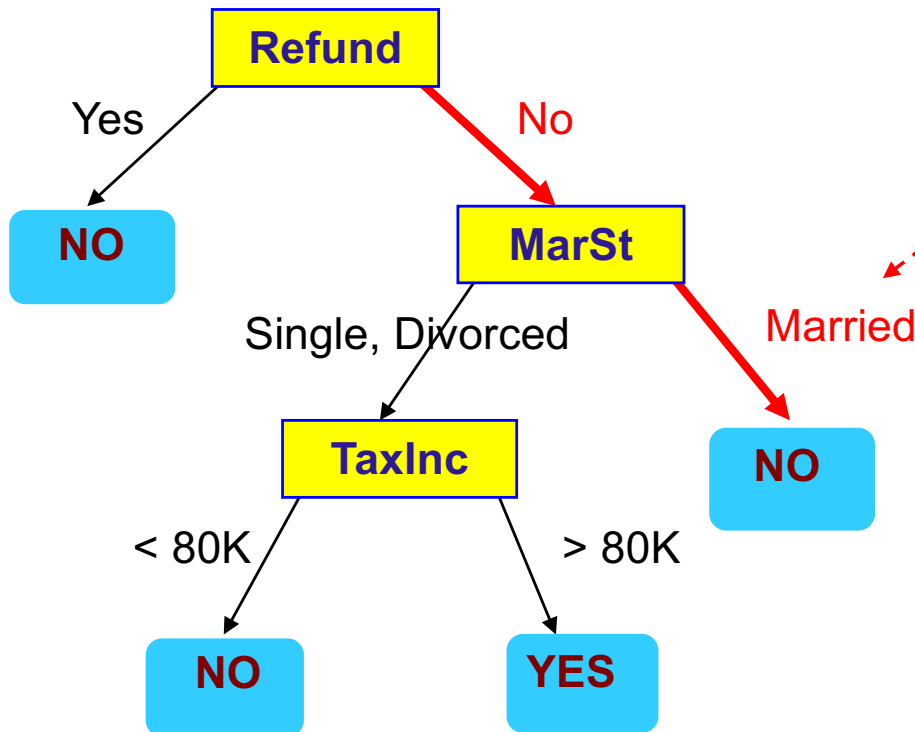 Refund
Yes
No
NO
MarSt
Single, Divorced
Married
TaxInc
NO
< 80K
> 80K
NO
YES